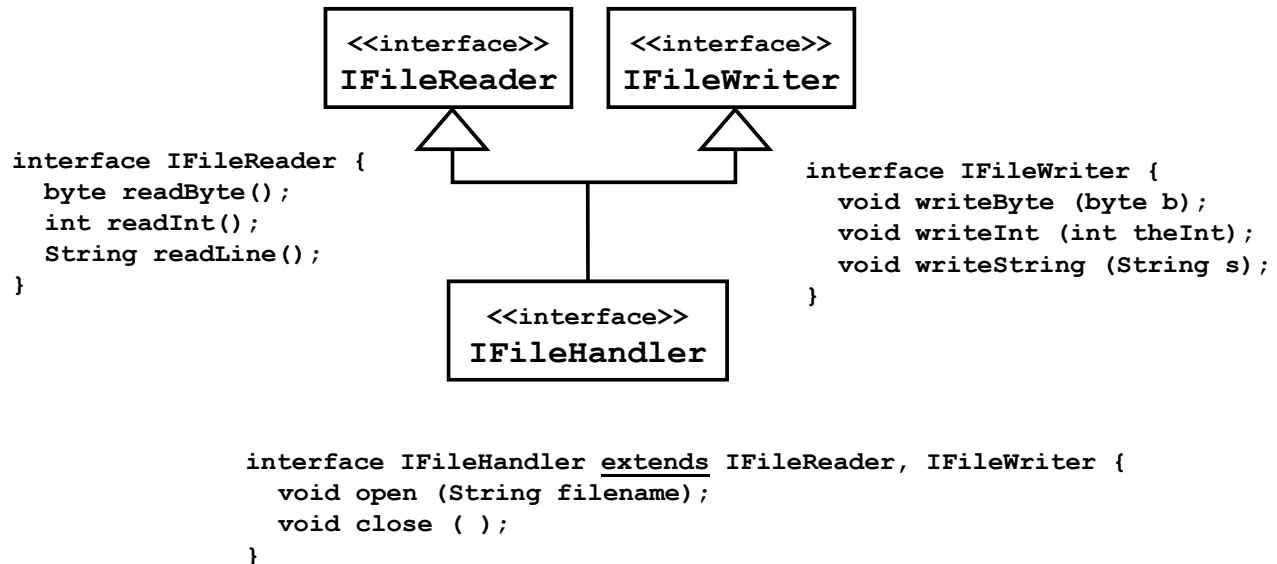 <<interface>>
IFileReader
<<interface>>
IFileWriter
interface IFileReader {
byte readByte();
int readInt();
String readLine();
}
interface IFileWriter {
void writeByte (byte b);
void writeInt (int theInt);
void writeString (String s);
}
<<interface>>
IFileHandler
interface IFileHandler extends IFileReader, IFileWriter {
void open (String filename);
void close ( );
}